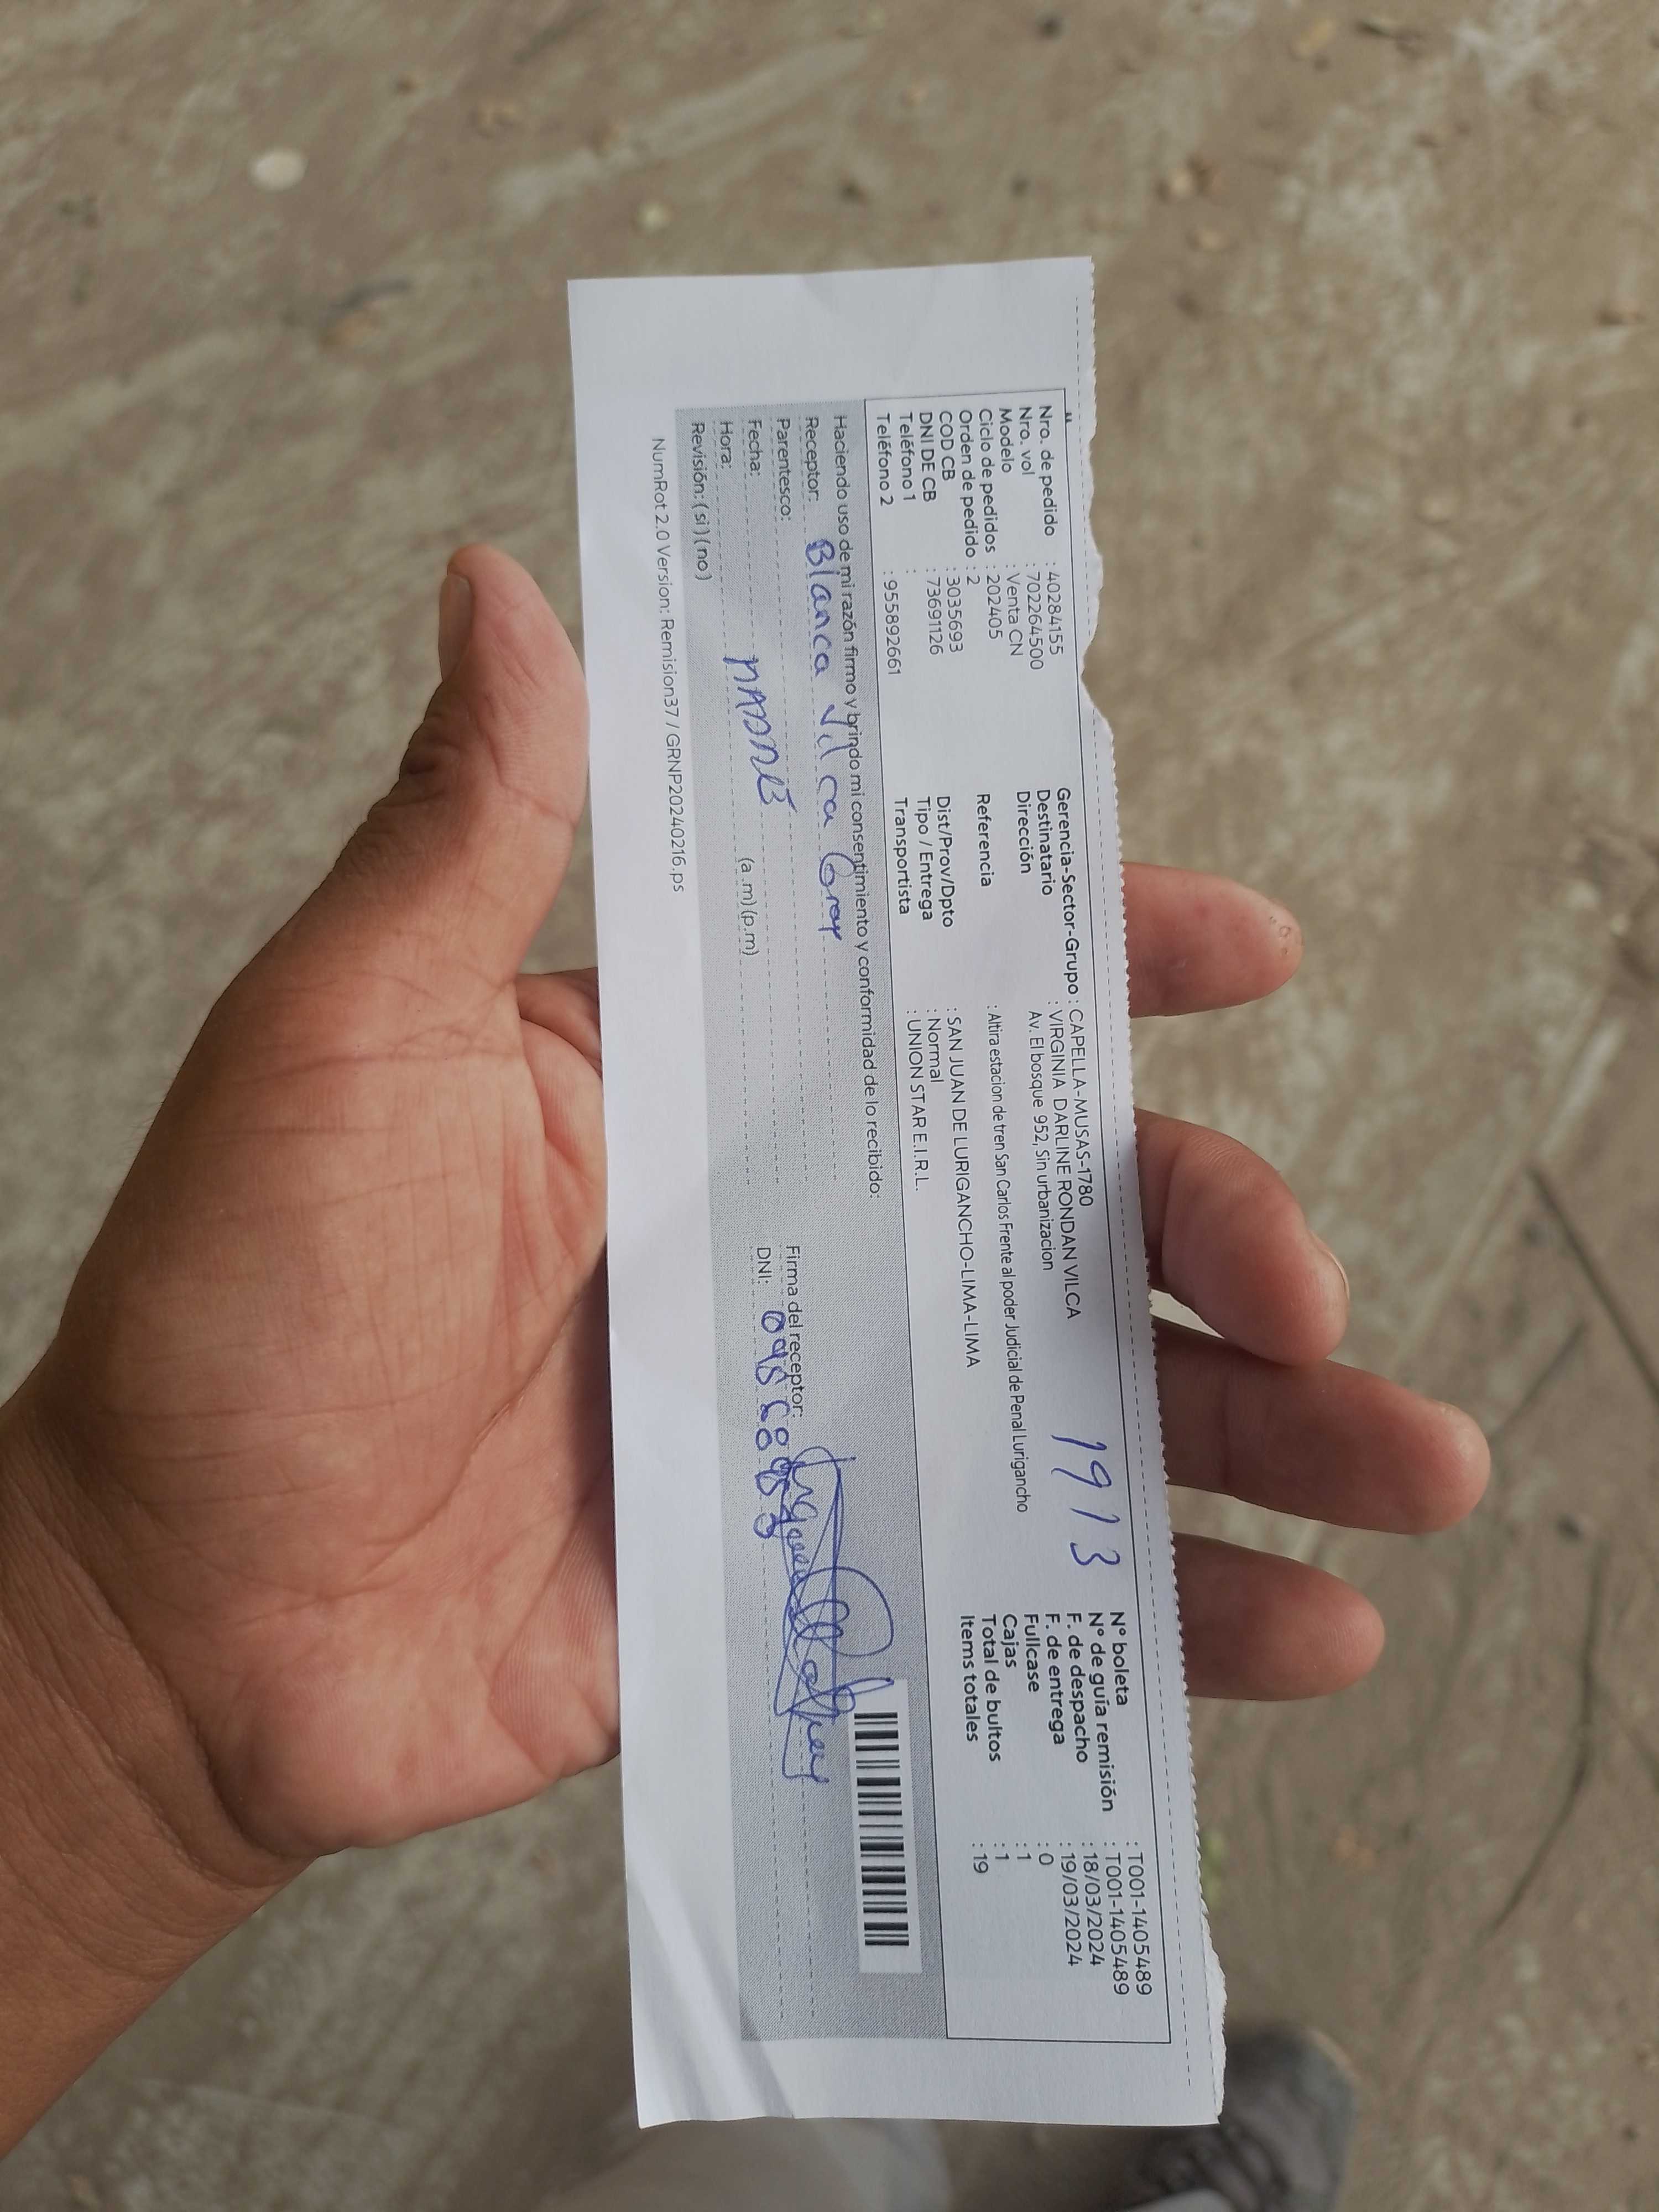 Nro. de pedido : 40284155
Nro. vol : 702264500
Modelo : Venta CN
Ciclo de pedidos : 202405
Orden de pedido : 2
COD CB : 3035693
DNI DE CB : 73691126
Teléfono 1 :
Teléfono 2 : 955892661
Gerencia-Sector-Grupo : CAPELLA-MUSAS-1780
Destinatario : VIRGINIA DARLINE RONDAN VILCA
Dirección Av. El bosque 952, Sin urbanizacion
Referencia : Altira estacion de tren San Carlos Frente al poder Judicial de Penal Lurigancho
Dist/Prov/Dpto : SAN JUAN DE LURIGANCHO-LIMA-LIMA
Tipo / Entrega : Normal
Transportista : UNION STAR E.I.R.L.
19/3
N° boleta : T001-1405489
N° de guía remisión : T001-1405489
F. de despacho : 18/03/2024
F. de entrega : 19/03/2024
Fullcase : 0
Cajas : 1
Total de bultos : 1
Items totales : 19
Haciendo uso de mi razón firmo y brindo mi consentimiento y conformidad de lo recibido:
Receptor: Blanca Vilca
Parentesco: MADRE
Fecha:
Hora: (a.m)(p.m)
Revisión: (si) (no)
Firma del receptor:
DNI:
NumRot 2.0 Version: Remision37 / GRNP20240216.ps